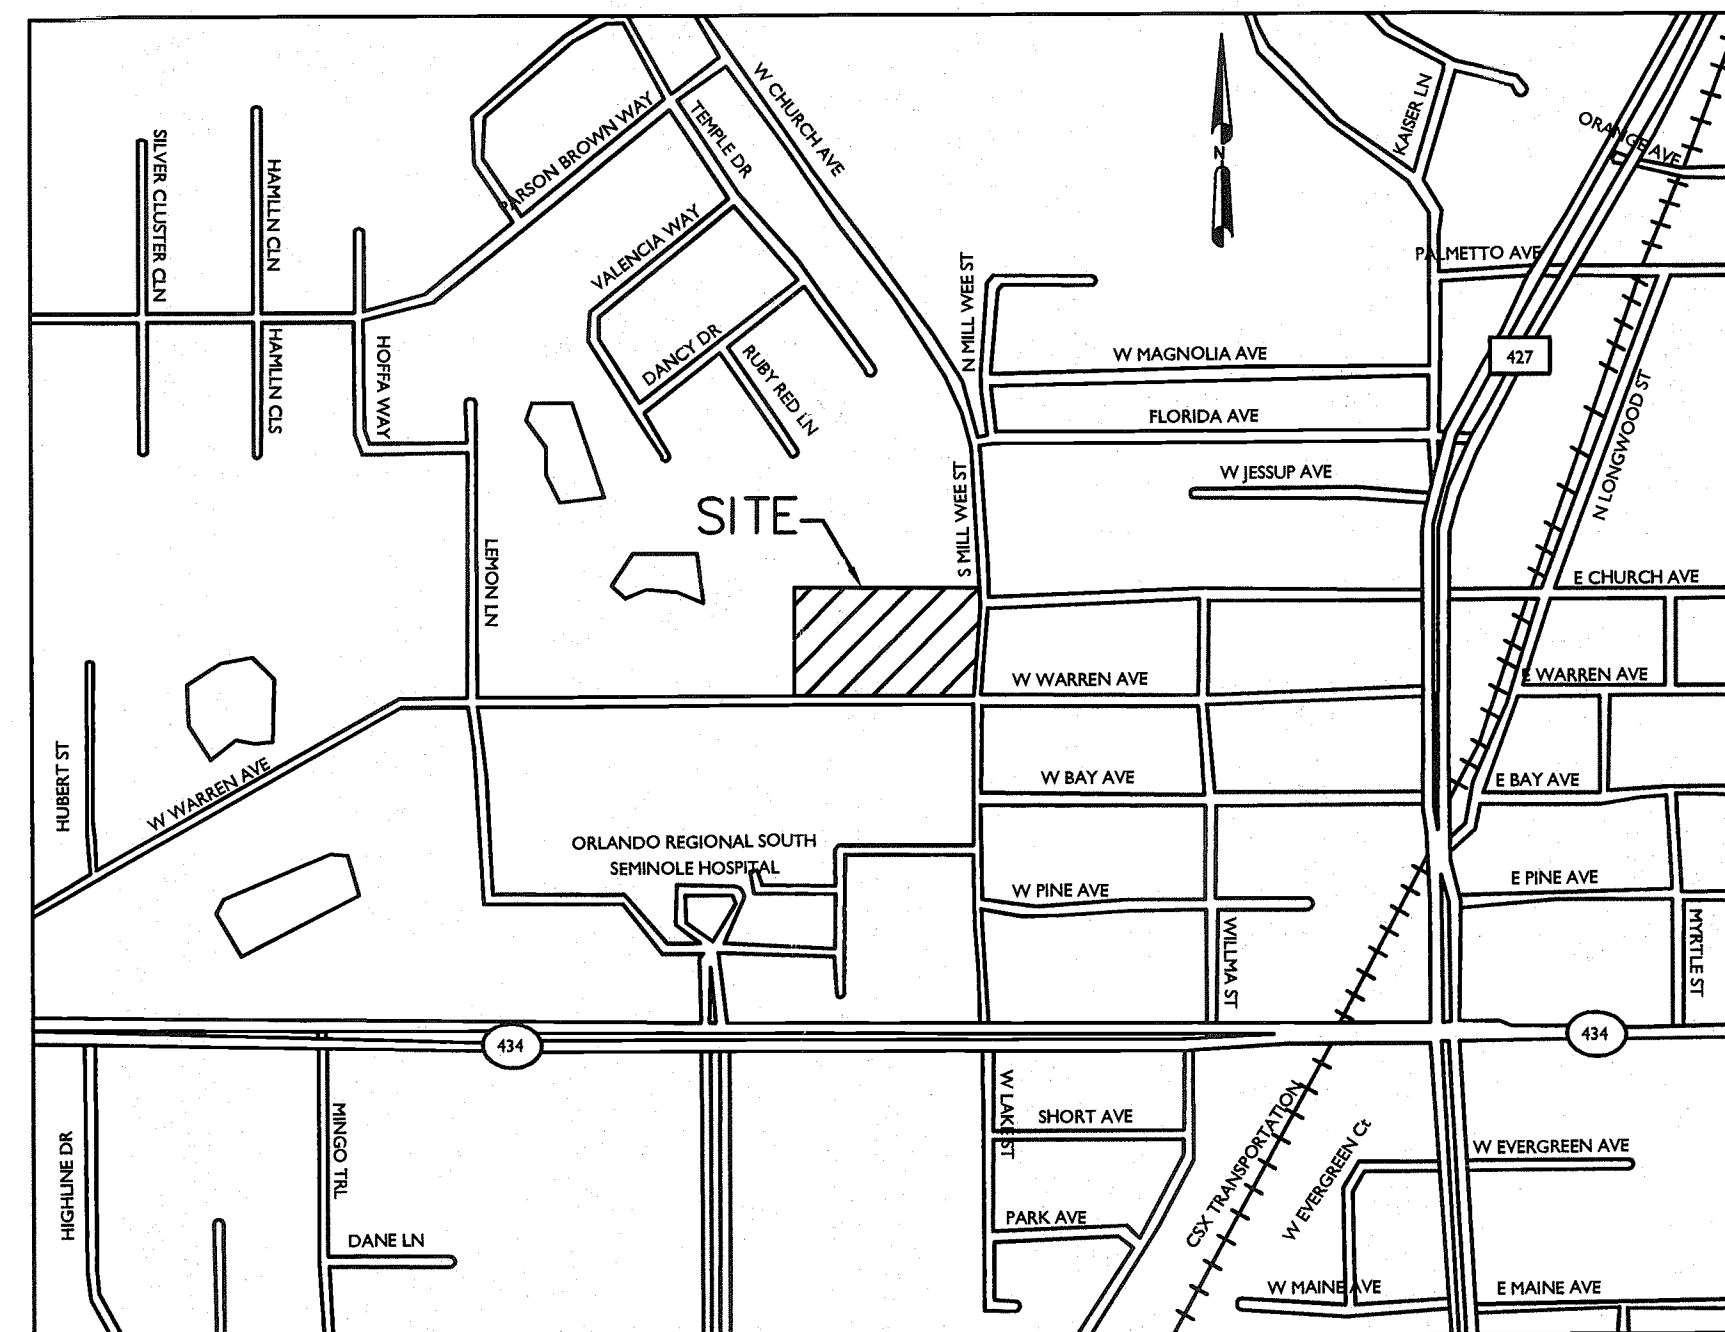 W CHURCH AVE
KAISER LN
ORANGE AVE
PARSON BROWN WAY
TEMPLE DR
SILVER CLUSTER CLN
HAMLLN CLN
N
VALENCIA WAY
PALMETTO AVE
N MILL WEE ST
HAMLLN CLS
HOFFA WAY
DANCY DR
RUBY RED LN
W MAGNOLIA AVE
427
FLORIDA AVE
N LONGWOOD ST
W JESSUP AVE
SITE
S MILL WEE ST
LEMON LN
E CHURCH AVE
W WARREN AVE
E WARREN AVE
HUBERT ST
W WARREN AVE
W BAY AVE
E BAY AVE
ORLANDO REGIONAL SOUTH
SEMINOLE HOSPITAL
W PINE AVE
E PINE AVE
WILLMA ST
MYRTLE ST
434
434
W LAKE ST
SHORT AVE
CSX TRANSPORTATION
W EVERGREEN Ct
W EVERGREEN AVE
HIGHLINE DR
MINGO TRL
PARK AVE
DANE LN
W MAINE AVE
E MAINE AVE